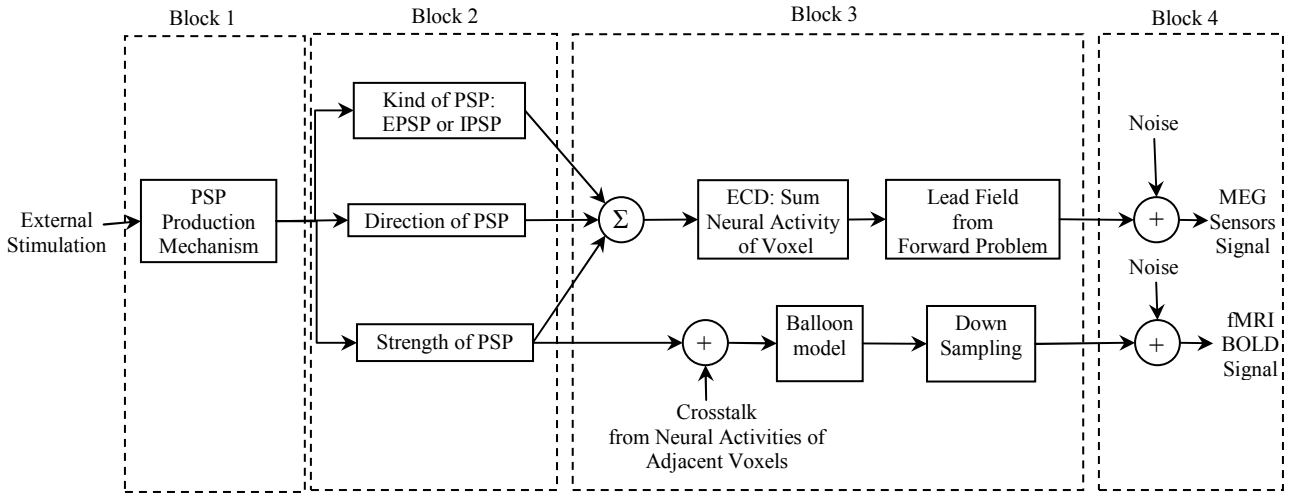 Block 1
Block 2
Block 3
Block 4
External
Stimulation
PSP
Production
Mechanism
Kind of PSP:
EPSP or IPSP
Direction of PSP
Strength of PSP
Σ
ECD: Sum
Neural Activity
of Voxel
Lead Field
from
Forward Problem
Noise
+
MEG
Sensors
Signal
+
Crosstalk
from Neural Activities of
Adjacent Voxels
Balloon
model
Down
Sampling
Noise
+
fMRI
BOLD
Signal